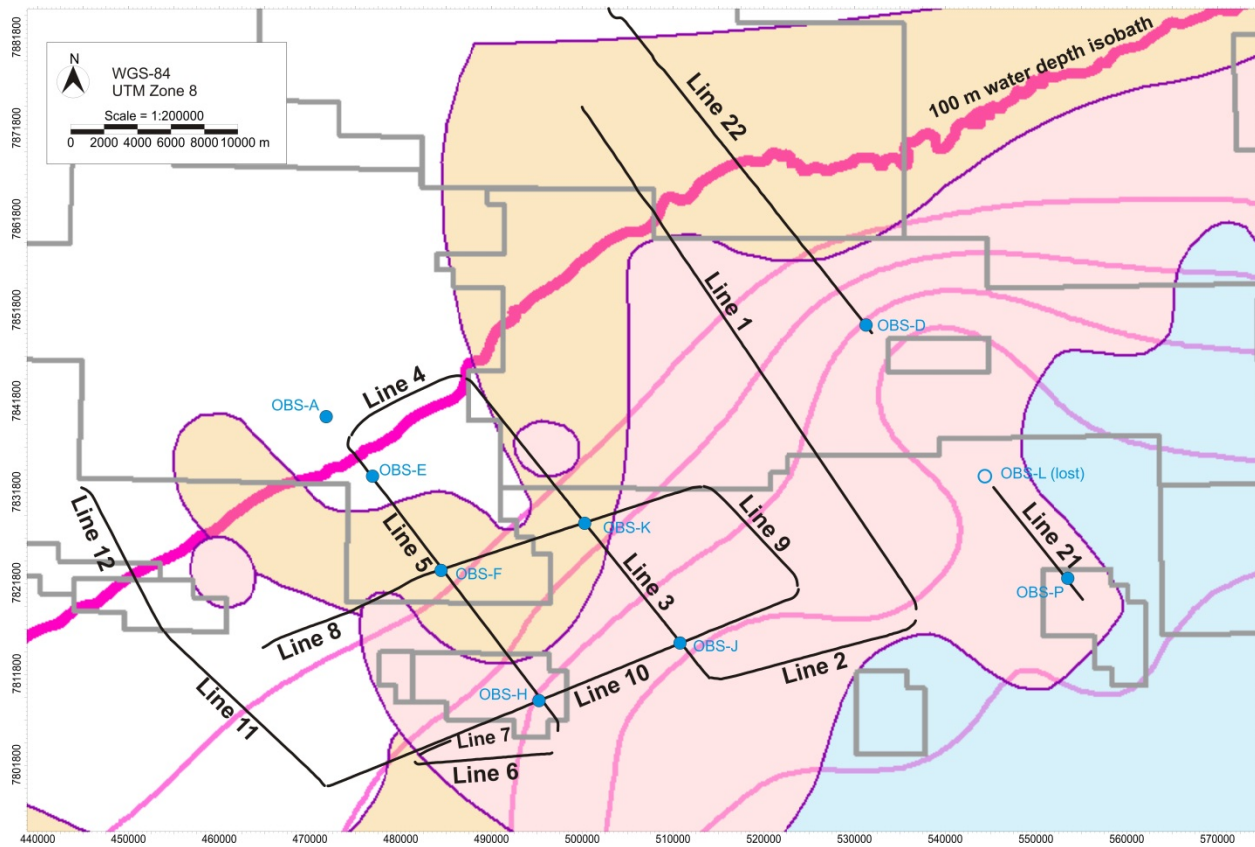 N
WGS-84
UTM Zone 8
Scale = 1:200000
0 2000 4000 6000 8000 10000 m
100 m water depth isobath
Line 22
Line 1
OBS-D
Line 4
OBS-A
OBS-E
OBS-L (lost)
Line 12
Line 5
OBS-K
Line 9
Line 21
OBS-F
OBS-P
Line 3
Line 8
OBS-J
Line 2
Line 10
OBS-H
Line 11
Line 7
Line 6
7881800
7871800
7861800
7851800
7841800
7831800
7821800
7811800
7801800
440000 450000 460000 470000 480000 490000 500000 510000 520000 530000 540000 550000 560000 570000